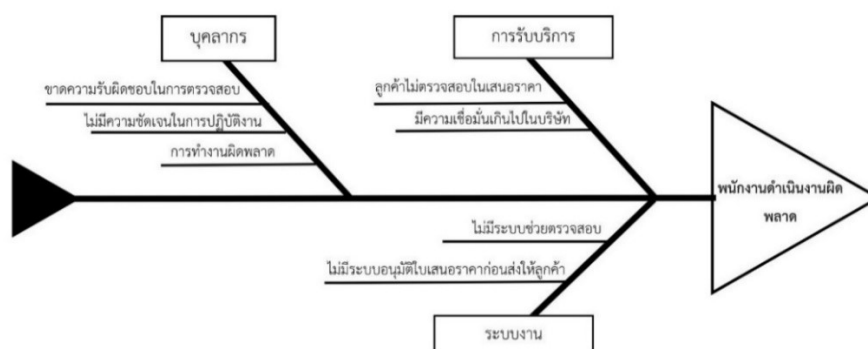 บุคลากร
การรับบริการ
ขาดความรับผิดชอบในการตรวจสอบ
ไม่มีความชัดเจนในการปฏิบัติงาน
การทำงานผิดพลาด
ลูกค้าไม่ตรวจสอบในเสนอราคา
มีความเชื่อมั่นเกินไปในบริษัท
พนักงานดำเนินงานผิด
พลาด
ไม่มีระบบช่วยตรวจสอบ
ไม่มีระบบอนุมัติใบเสนอราคาก่อนส่งให้ลูกค้า
ระบบงาน